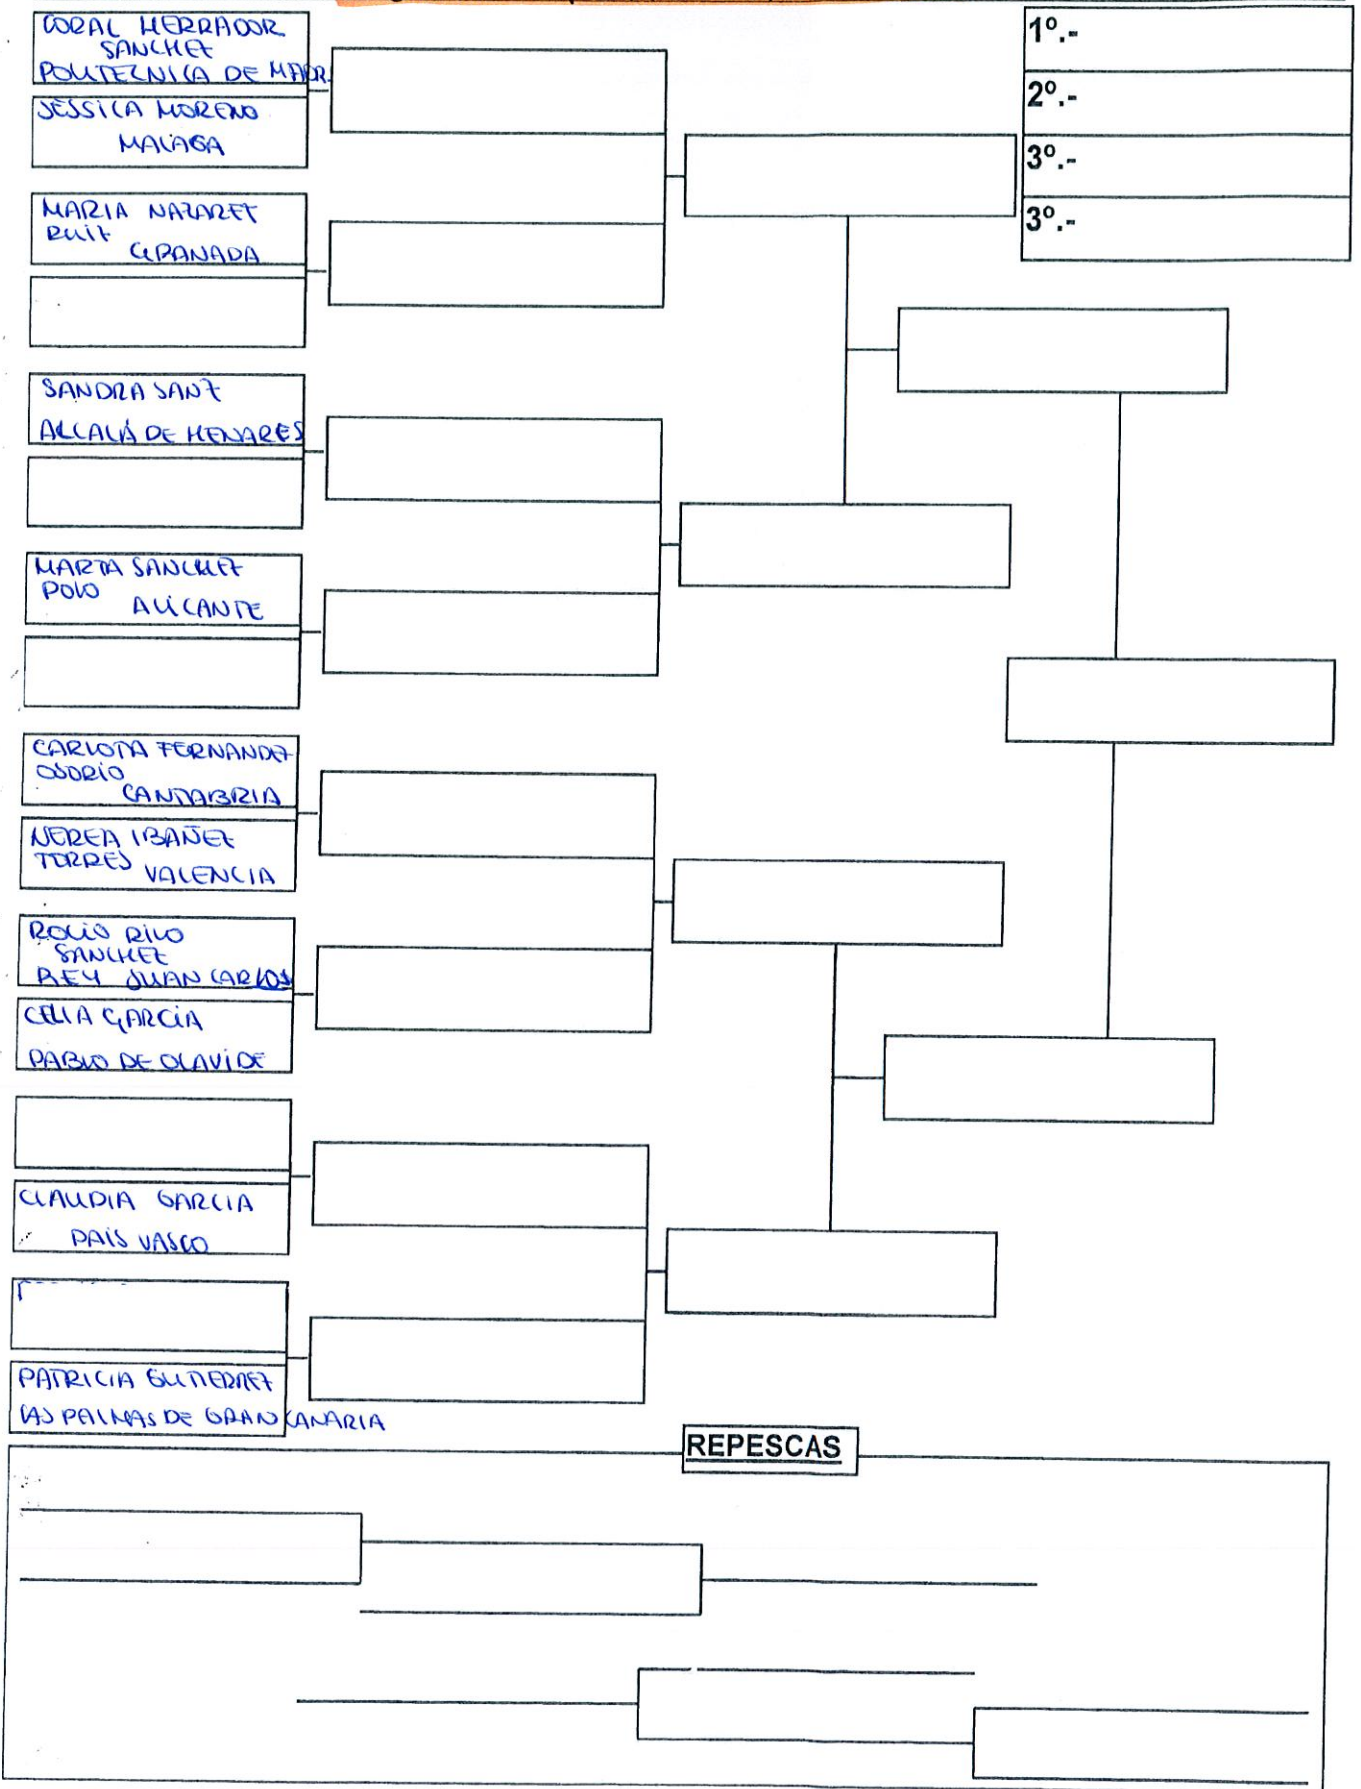 CORAL HERRADOR
SANCHEZ
POLITECNICA DE MADR.
JESSICA MORENO
MALAGA
MARIA NAZARET
RUIZ
GRANADA
SANDRA SANZ
ALCALÁ DE HENARES
MARTA SANCHEZ
POLO
ALICANTE
CARLOTA FERNANDEZ
OSORIO
CANTABRIA
NEREA IBAÑEZ
TORRES
VALENCIA
ROCIO RICO
SANCHEZ
REY JUAN CARLOS
CELIA GARCÍA
PABLO DE OLAVIDE
CLAUDIA GARCIA
PAÍS VASCO
PATRICIA GUTIERREZ
LAS PALMAS DE GRAN CANARIA
1º.-
2º.-
3º.-
3º.-
REPESCAS